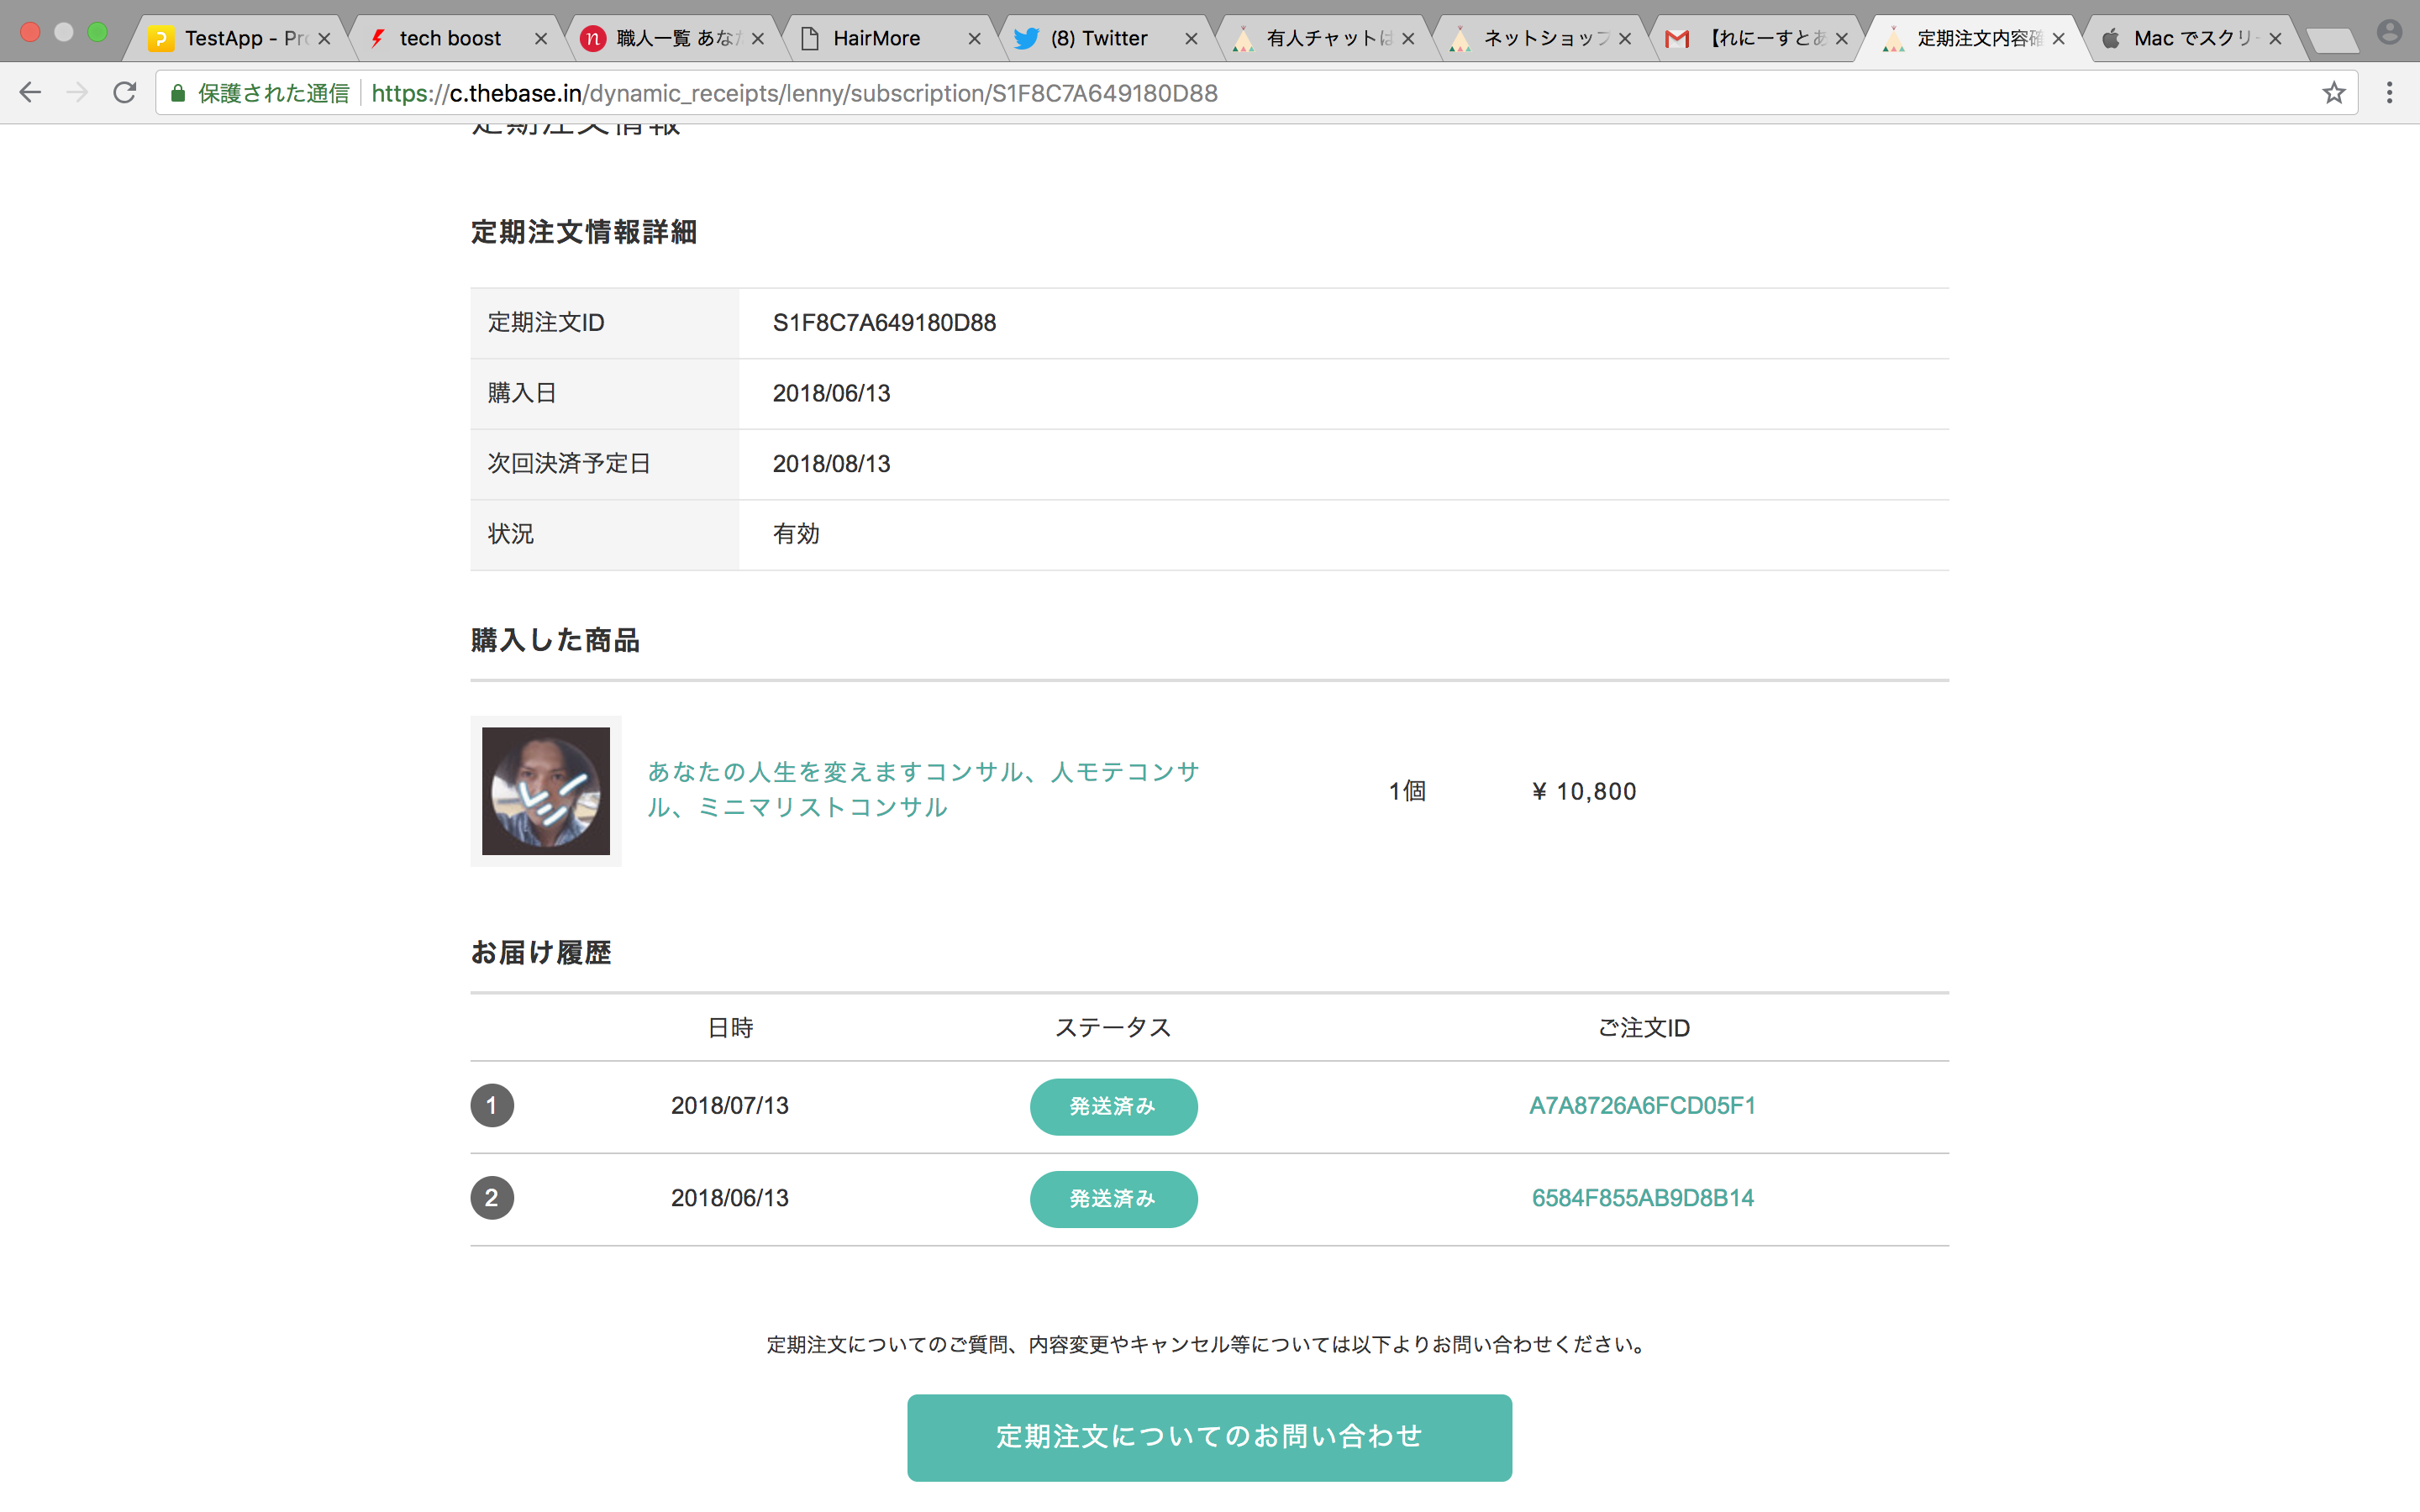 TestApp - Pro
tech boost
職人一覧 あなた
HairMore
(8) Twitter
有人チャットは
ネットショップ
【れにーすとあ
定期注文内容確
Mac でスクリー
保護された通信
https://c.thebase.in/dynamic_receipts/lenny/subscription/S1F8C7A649180D88
定期注文情報
定期注文情報詳細
定期注文ID S1F8C7A649180D88
購入日 2018/06/13
次回決済予定日 2018/08/13
状況 有効
購入した商品
あなたの人生を変えますコンサル、人モテコンサ
ル、ミニマリストコンサル
1個 ¥ 10,800
お届け履歴
日時 ステータス ご注文ID
1 2018/07/13 発送済み A7A8726A6FCD05F1
2 2018/06/13 発送済み 6584F855AB9D8B14
定期注文についてのご質問、内容変更やキャンセル等については以下よりお問い合わせください。
定期注文についてのお問い合わせ